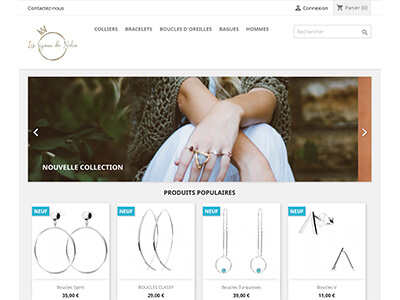 Contactez-nous
Connexion
Panier (0)
Les bijoux de Nelia
COLLIERS BRACELETS BOUCLES D'OREILLES BAGUES HOMMES
Rechercher
NOUVELLE COLLECTION
PRODUITS POPULAIRES
NEUF NEUF NEUF NEUF
Boucles Spirit BOUCLES CLASSY Boucles Turquoises Boucles V
35,00 € 29,00 € 39,00 € 11,00 €